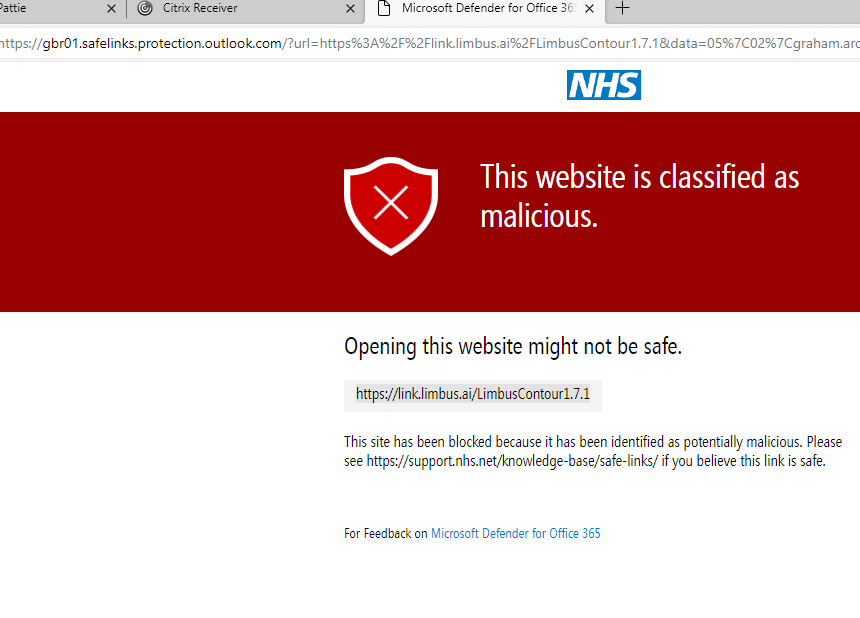 Pattie
Citrix Receiver
Microsoft Defender for Office 36
https://gbr01.safelinks.protection.outlook.com/?url=https%3A%2F%2Flink.limbus.ai%2FLimbusContour1.7.1&data=05%7C02%7Cgraham.arc
NHS
This website is classified as
malicious.
Opening this website might not be safe.
https://link.limbus.ai/LimbusContour1.7.1
This site has been blocked because it has been identified as potentially malicious. Please
see https://support.nhs.net/knowledge-base/safe-links/ if you believe this link is safe.
For Feedback on Microsoft Defender for Office 365